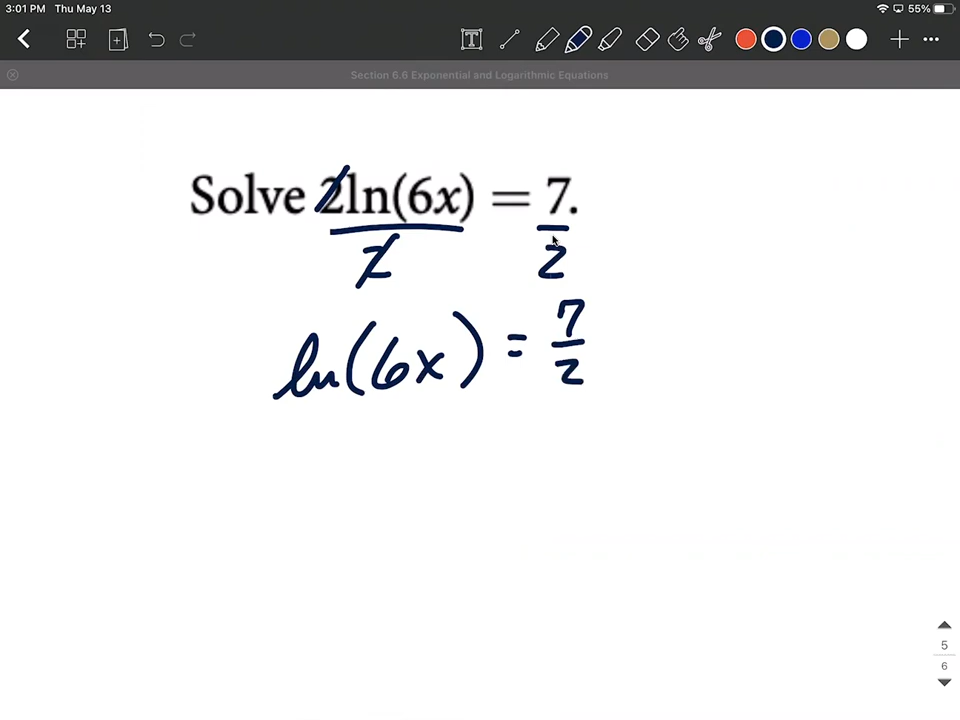 3:01 PM Thu May 13 55%
Section 6.6 Exponential and Logarithmic Equations
Solve 2ln(6x) = 7.
2 2
ln(6x) = 7/2
5
6